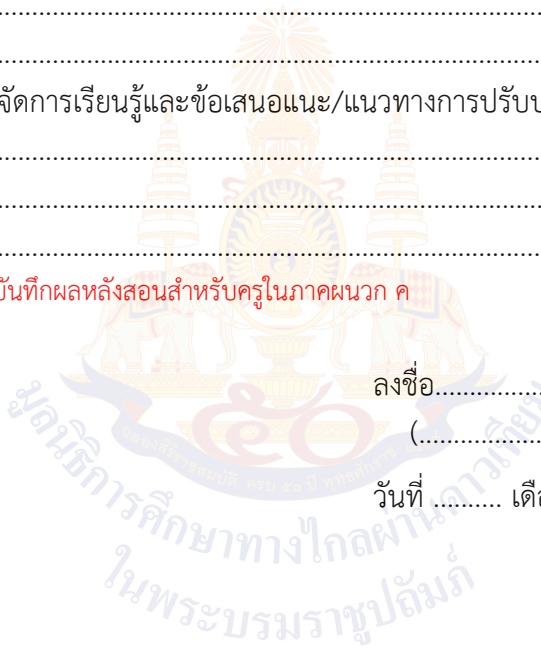 ................................................................................................
................................................................................................
จัดการเรียนรู้และข้อเสนอแนะ/แนวทางการปรับป
................................................................................................
................................................................................................
................................................................................................
บันทึกผลหลังสอนสำหรับครูในภาคผนวก ค
ลงชื่อ................
(..................
วันที่ .......... เดื
มูลนิธิการศึกษาทางไกลผ่านดาวเทียม
ในพระบรมราชูปถัมภ์